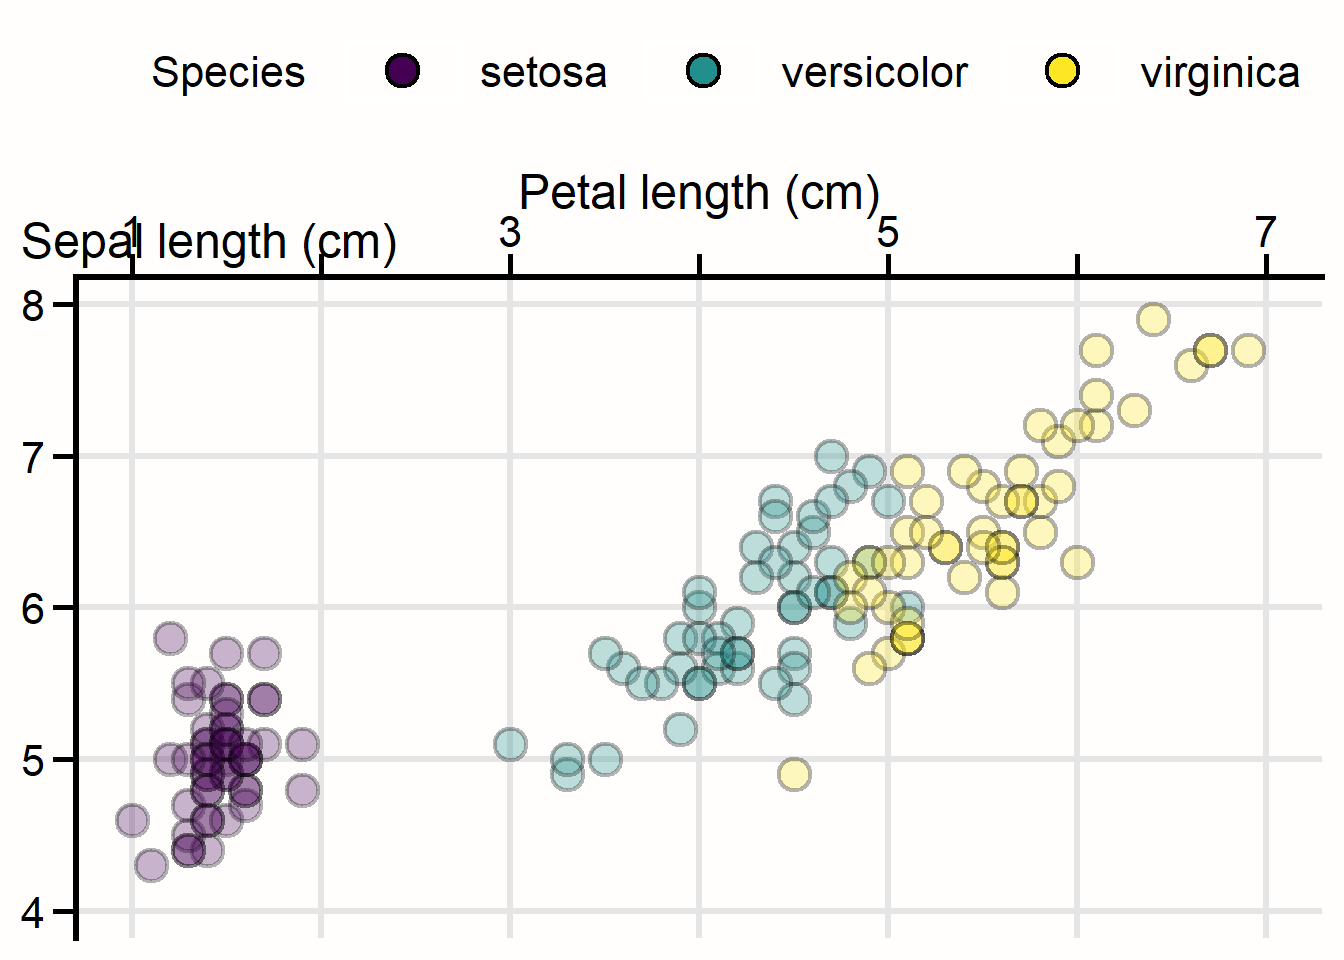 Species setosa versicolor virginica
Petal length (cm)
1 3 5 7
Sepal length (cm)
8
7
6
5
4